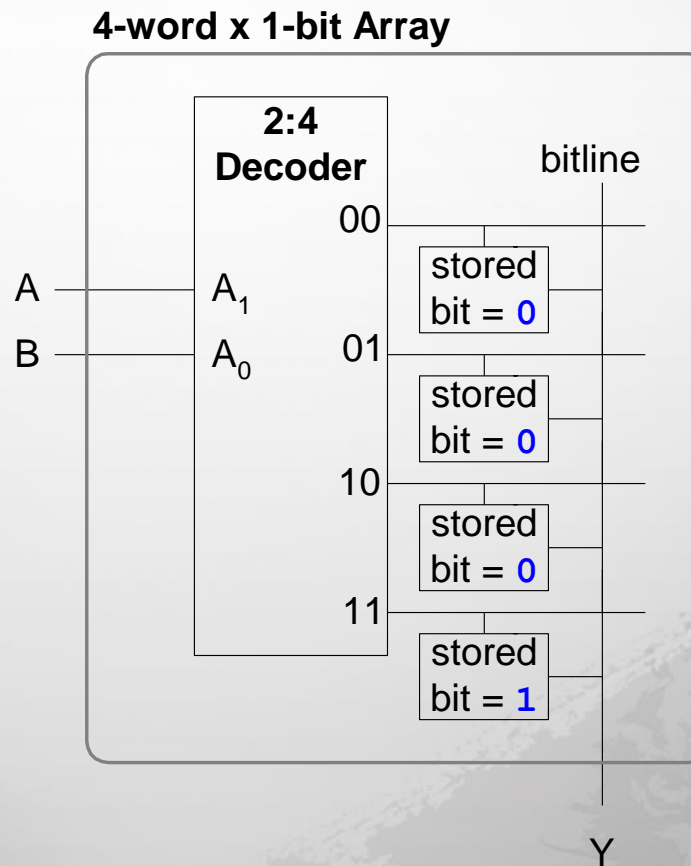 4-word x 1-bit Array
2:4
Decoder
bitline
00
stored
bit = 0
A
A₁
B
A₀
01
stored
bit = 0
10
stored
bit = 0
11
stored
bit = 1
Y